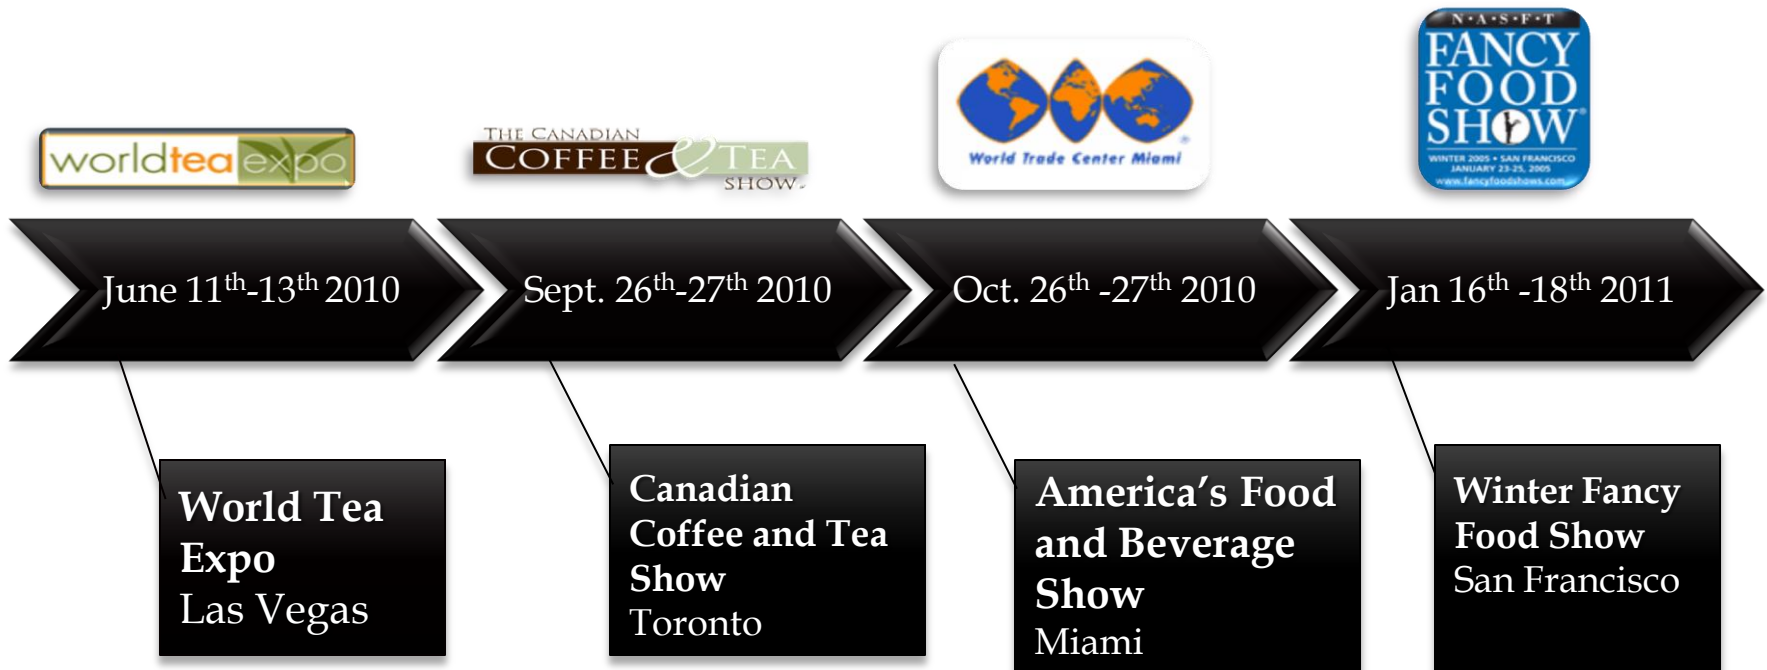 worldteaexpo
THE CANADIAN
COFFEE & TEA
SHOW
World Trade Center Miami
N•A•S•F•T
FANCY
FOOD
SHOW
WINTER 2005 • SAN FRANCISCO
JANUARY 23-25, 2005
www.fancyfoodshows.com
June 11th-13th 2010
Sept. 26th-27th 2010
Oct. 26th -27th 2010
Jan 16th -18th 2011
World Tea
Expo
Las Vegas
Canadian
Coffee and Tea
Show
Toronto
America’s Food
and Beverage
Show
Miami
Winter Fancy
Food Show
San Francisco